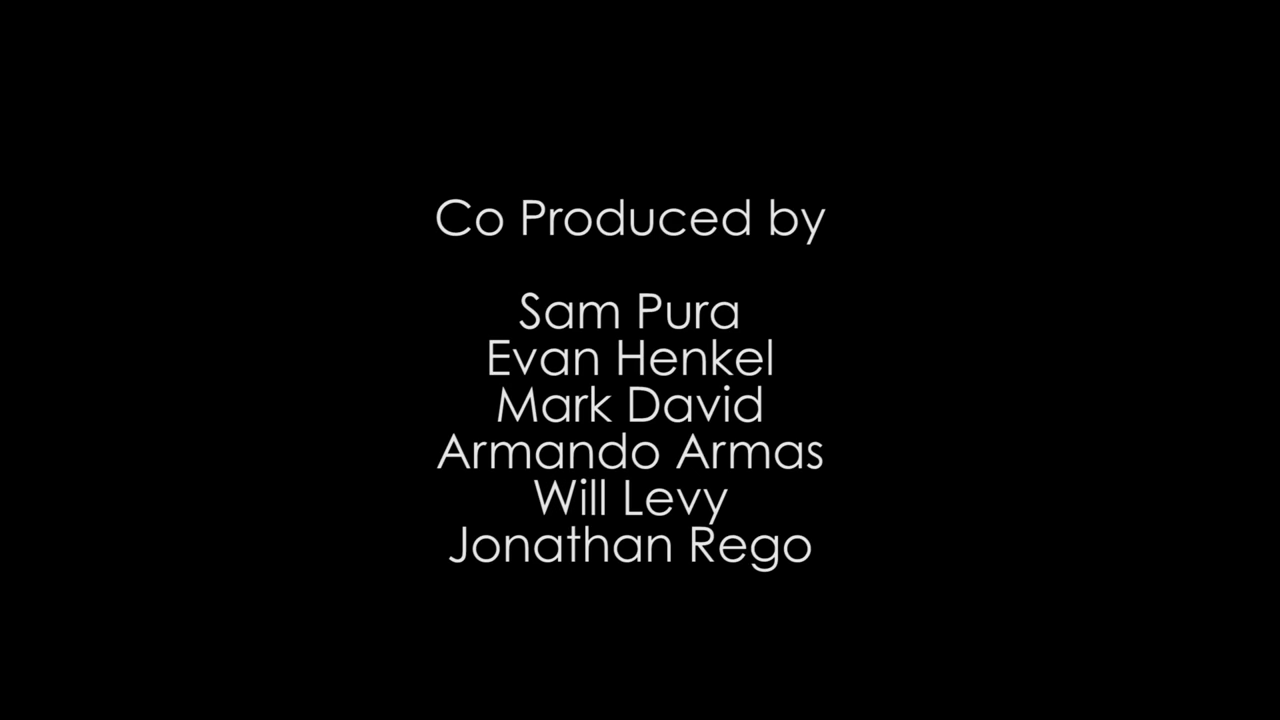 Co Produced by
Sam Pura
Evan Henkel
Mark David
Armando Armas
Will Levy
Jonathan Rego